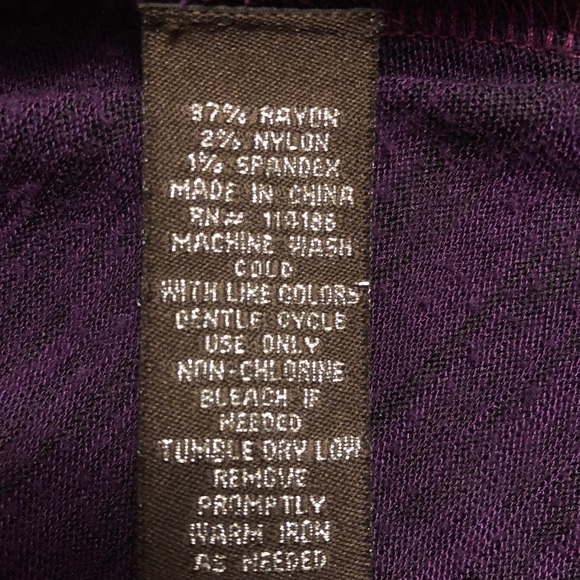 97% RAYON
2% NYLON
1% SPANDEX
MADE IN CHINA
RN# 114186
MACHINE WASH
COLD
WITH LIKE COLORS
GENTLE CYCLE
USE ONLY
NON-CHLORINE
BLEACH IF
NEEDED
TUMBLE DRY LOW
REMOVE
PROMPTLY
WARM IRON
AS NEEDED